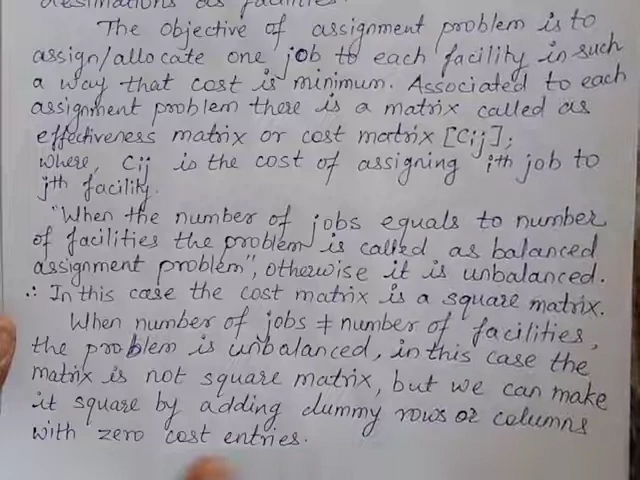 destinations as facilities.
The objective of assignment problem is to
assign/allocate one job to each facility in such
a way that cost is minimum. Associated to each
assignment problem there is a matrix called as
effectiveness matrix or cost matrix [Cij];
where, Cij is the cost of assigning ith job to
jth facility.
"When the number of jobs equals to number
of facilities the problem is called as balanced
assignment problem", otherwise it is unbalanced.
∴ In this case the cost matrix is a square matrix.
When number of jobs ≠ number of facilities,
the problem is unbalanced, in this case the
matrix is not square matrix, but we can make
it square by adding dummy rows or columns
with zero cost entries.